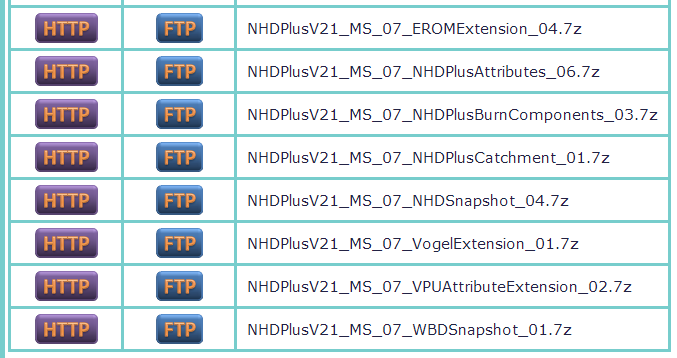 HTTP FTP NHDPlusV21_MS_07_EROMExtension_04.7z
HTTP FTP NHDPlusV21_MS_07_NHDPlusAttributes_06.7z
HTTP FTP NHDPlusV21_MS_07_NHDPlusBurnComponents_03.7z
HTTP FTP NHDPlusV21_MS_07_NHDPlusCatchment_01.7z
HTTP FTP NHDPlusV21_MS_07_NHDSnapshot_04.7z
HTTP FTP NHDPlusV21_MS_07_VogelExtension_01.7z
HTTP FTP NHDPlusV21_MS_07_VPUAttributeExtension_02.7z
HTTP FTP NHDPlusV21_MS_07_WBDSnapshot_01.7z